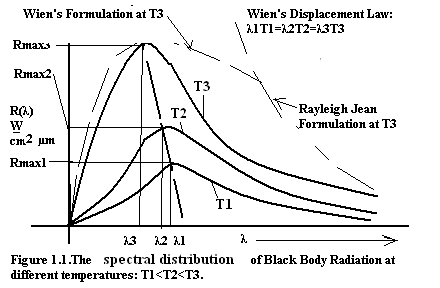 Wien's Formulation at T3
Wien's Displacement Law:
λ1T1=λ2T2=λ3T3
Rmax3
Rmax2
R(λ)
W
cm² μm
Rmax1
T3
T2
T1
Rayleigh Jean
Formulation at T3
λ3 λ2 λ1 λ
Figure 1.1.The spectral distribution of Black Body Radiation at
different temperatures: T1<T2<T3.